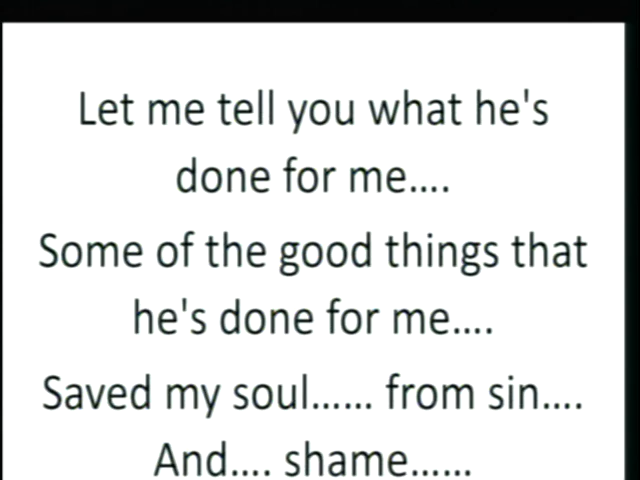 Let me tell you what he's
done for me....
Some of the good things that
he's done for me....
Saved my soul...... from sin....
And.... shame......